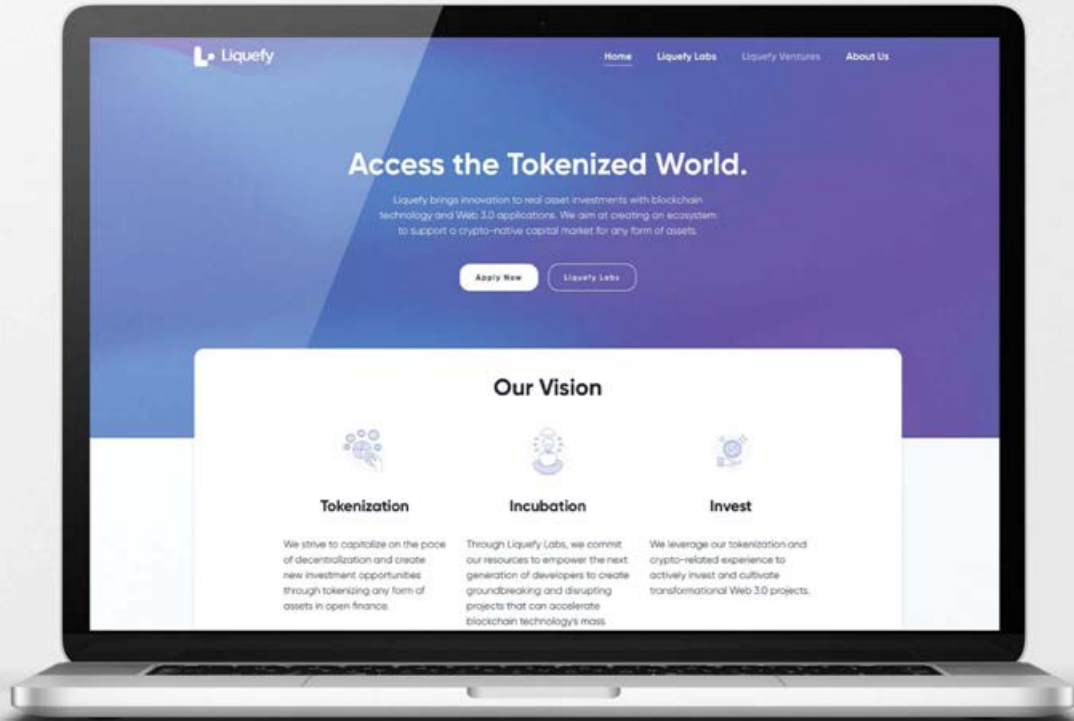 Liquefy
Home Liquefy Labs Liquefy Ventures About Us
Access the Tokenized World.
Liquefy brings innovation to real asset investments with blockchain
technology and Web 3.0 applications. We aim at creating an ecosystem
to support a crypto-native capital market for any form of assets.
Apply Now Liquefy Labs
Our Vision
Tokenization
We strive to capitalize on the pace
of decentralization and create
new investment opportunities
through tokenizing any form of
assets in open finance.
Incubation
Through Liquefy Labs, we commit
our resources to empower the next
generation of developers to create
groundbreaking and disrupting
projects that can accelerate
blockchain technology's mass
Invest
We leverage our tokenization and
crypto-related experience to
actively invest and cultivate
transformational Web 3.0 projects.